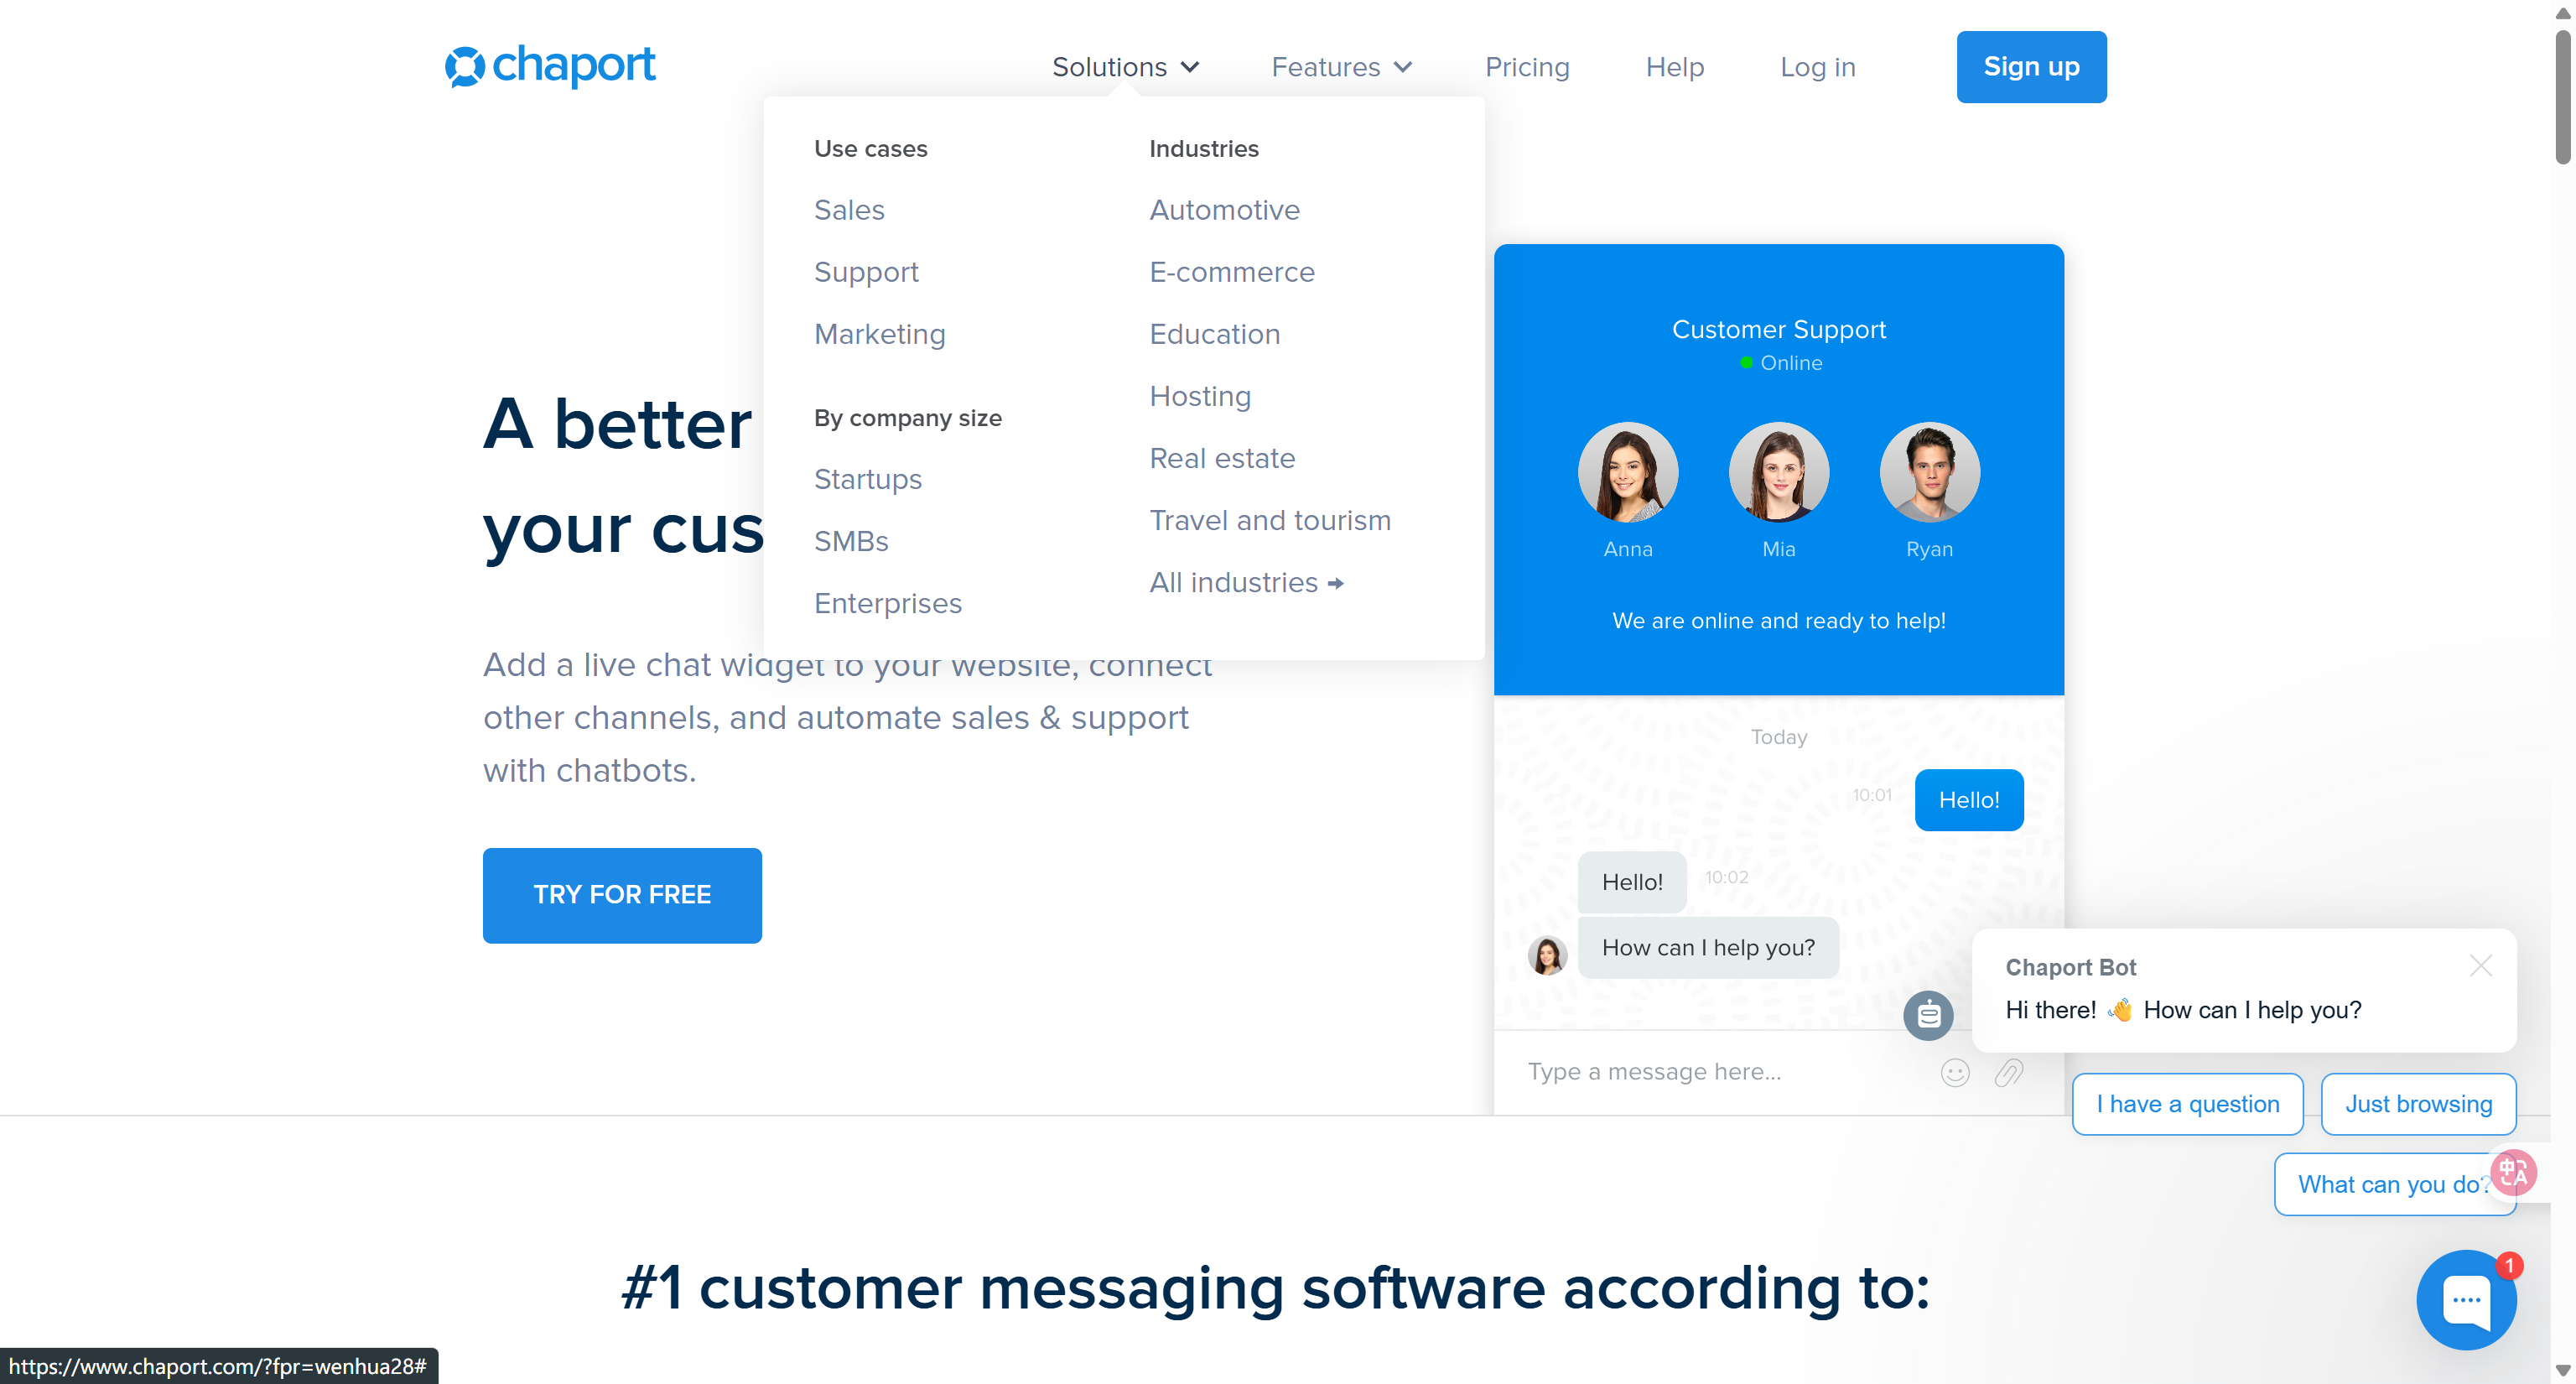 chaport
Solutions
Features
Pricing
Help
Log in
Sign up
Use cases
Sales
Support
Marketing
By company size
Startups
SMBs
Enterprises
Industries
Automotive
E-commerce
Education
Hosting
Real estate
Travel and tourism
All industries →
A better
your cus
Add a live chat widget to your website, connect
other channels, and automate sales & support
with chatbots.
TRY FOR FREE
Customer Support
Online
Anna
Mia
Ryan
We are online and ready to help!
Today
10:01
Hello!
Hello!
10:02
How can I help you?
Type a message here...
Chaport Bot
Hi there! 👋 How can I help you?
I have a question
Just browsing
What can you do?
中A
1
#1 customer messaging software according to:
https://www.chaport.com/?fpr=wenhua28#